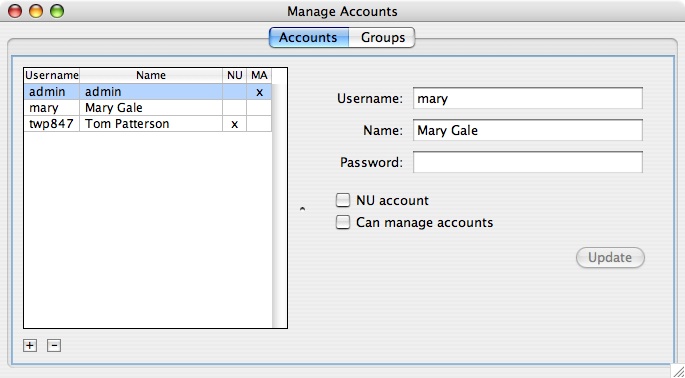 Manage Accounts
Accounts Groups
Username Name NU MA
admin admin x
mary Mary Gale
twp847 Tom Patterson x
Username: mary
Name: Mary Gale
Password:
NU account
Can manage accounts
Update
+ -